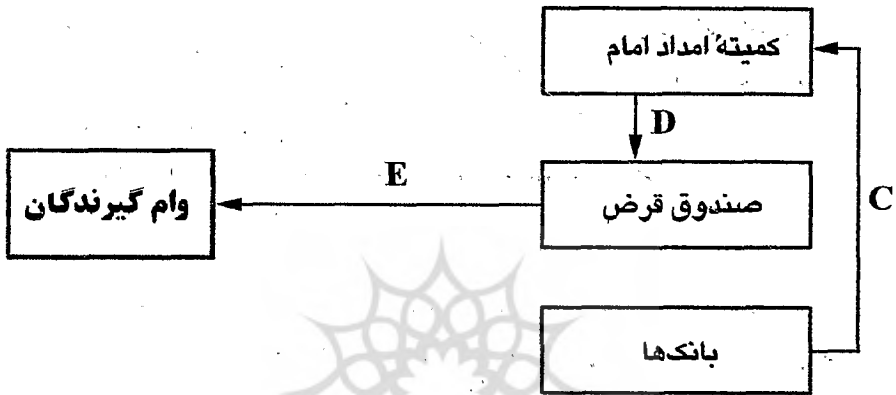 کمیتهٔ امداد امام
D
صندوق قرض
E
وام گیرندگان
C
بانک‌ها